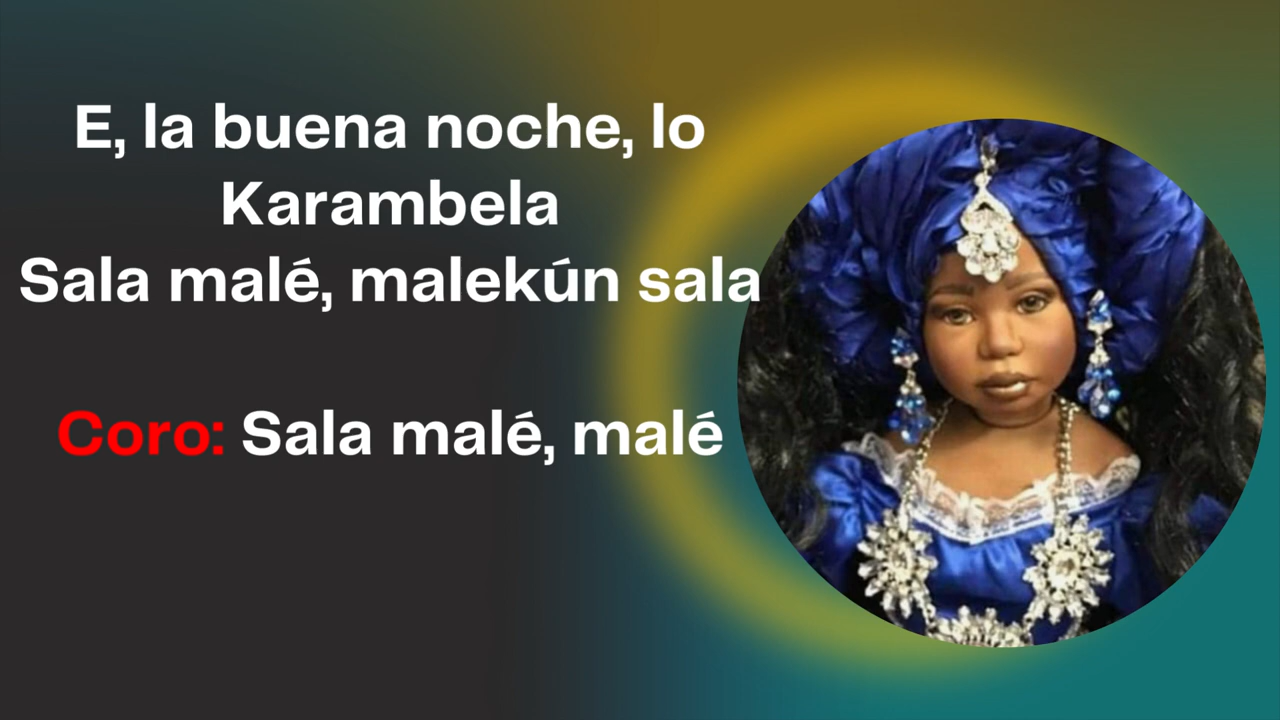 E, la buena noche, lo
Karambela
Sala malé, malekún sala
Coro: Sala malé, malé